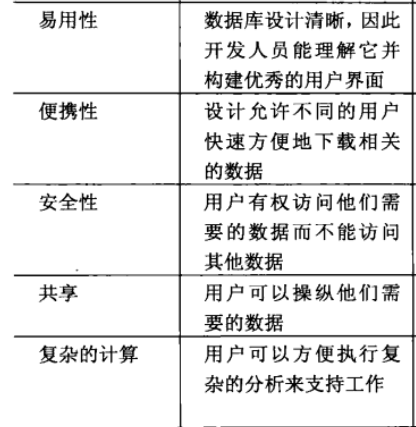 易用性
数据库设计清晰，因此
开发人员能理解它并
构建优秀的用户界面
便携性
设计允许不同的用户
快速方便地下载相关
的数据
安全性
用户有权访问他们需
要的数据而不能访问
其他数据
共享
用户可以操纵他们需
要的数据
复杂的计算
用户可以方便执行复
杂的分析来支持工作